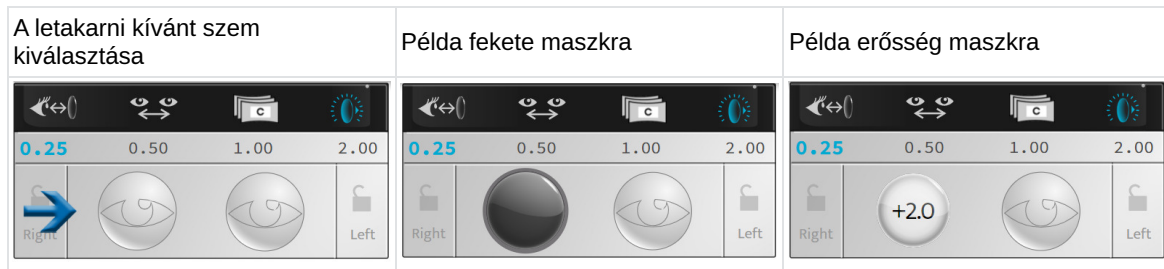 A letakarni kívánt szem
kiválasztása
Példa fekete maszkra
Példa erősség maszkra
C
0.25 0.50 1.00 2.00
Right Left
C
0.25 0.50 1.00 2.00
Right Left
C
0.25 0.50 1.00 2.00
+2.0
Right Left